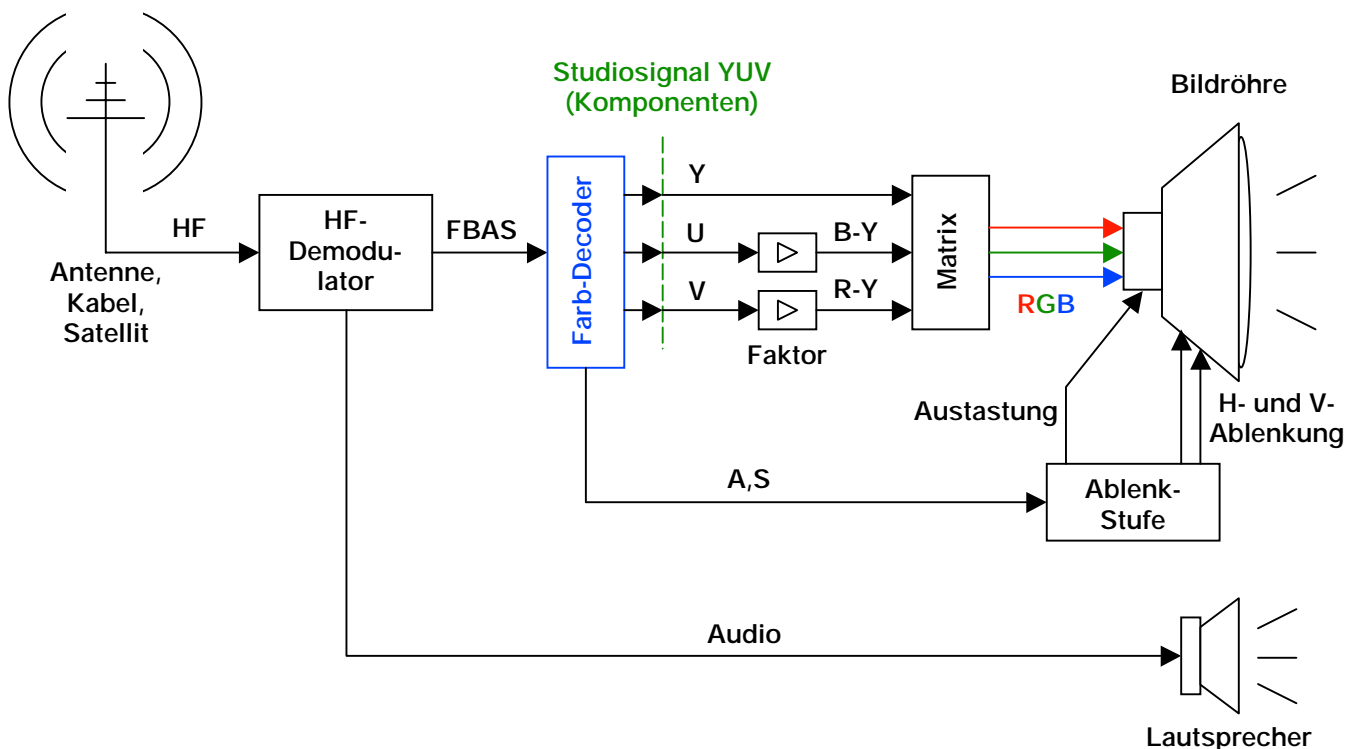 Studiosignal YUV
(Komponenten)
Bildröhre
HF
Antenne,
Kabel,
Satellit
HF-
Demodu-
lator
FBAS
Farb-Decoder
Y
U
V
B-Y
R-Y
Faktor
Matrix
RGB
Austastung
H- und V-
Ablenkung
A,S
Ablenk-
Stufe
Audio
Lautsprecher